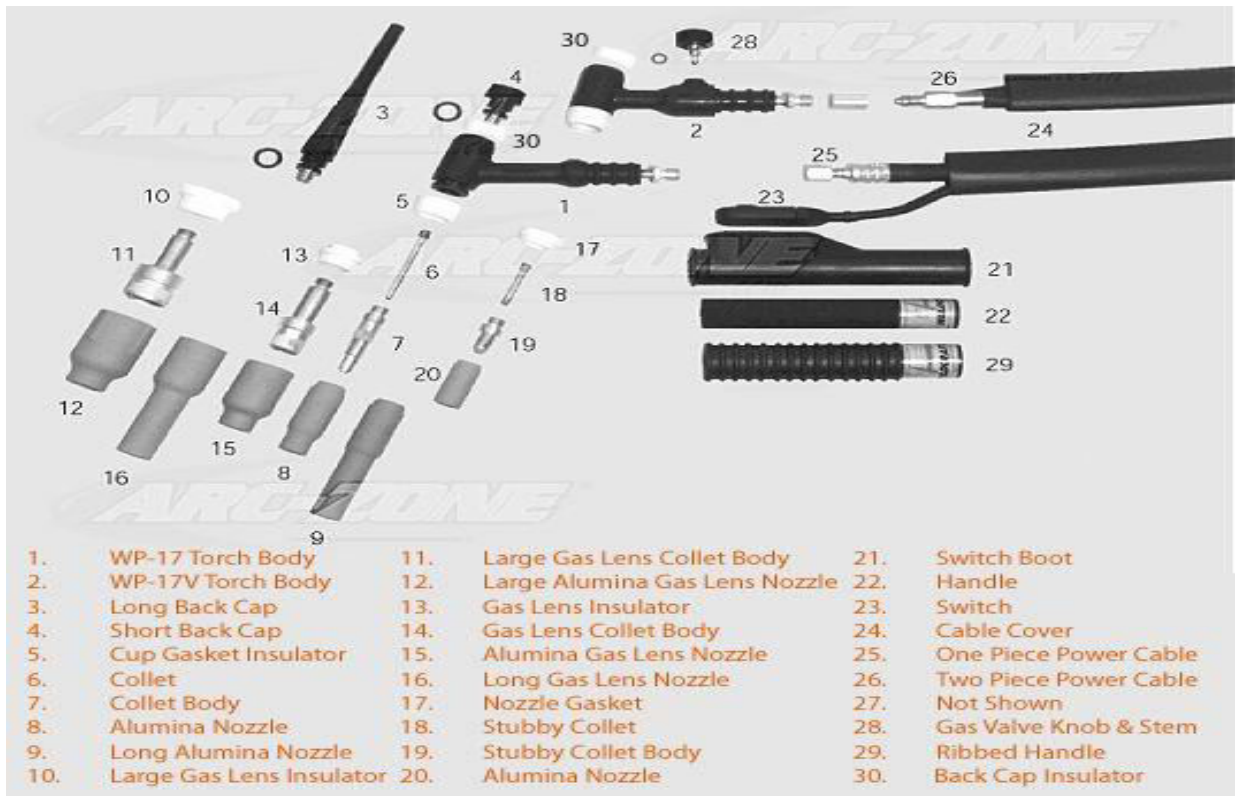 ARC-ZONE
30
28
4
26
3
2
24
30
25
10
5
1
23
11
13
17
6
21
18
14
22
7
19
29
20
12
15
16
8
9
ARC-ZONE
ARC-ZONE
ARC-ZONE
1. WP-17 Torch Body 11. Large Gas Lens Collet Body 21. Switch Boot
2. WP-17V Torch Body 12. Large Alumina Gas Lens Nozzle 22. Handle
3. Long Back Cap 13. Gas Lens Insulator 23. Switch
4. Short Back Cap 14. Gas Lens Collet Body 24. Cable Cover
5. Cup Gasket Insulator 15. Alumina Gas Lens Nozzle 25. One Piece Power Cable
6. Collet 16. Long Gas Lens Nozzle 26. Two Piece Power Cable
7. Collet Body 17. Nozzle Gasket 27. Not Shown
8. Alumina Nozzle 18. Stubby Collet 28. Gas Valve Knob & Stem
9. Long Alumina Nozzle 19. Stubby Collet Body 29. Ribbed Handle
10. Large Gas Lens Insulator 20. Alumina Nozzle 30. Back Cap Insulator